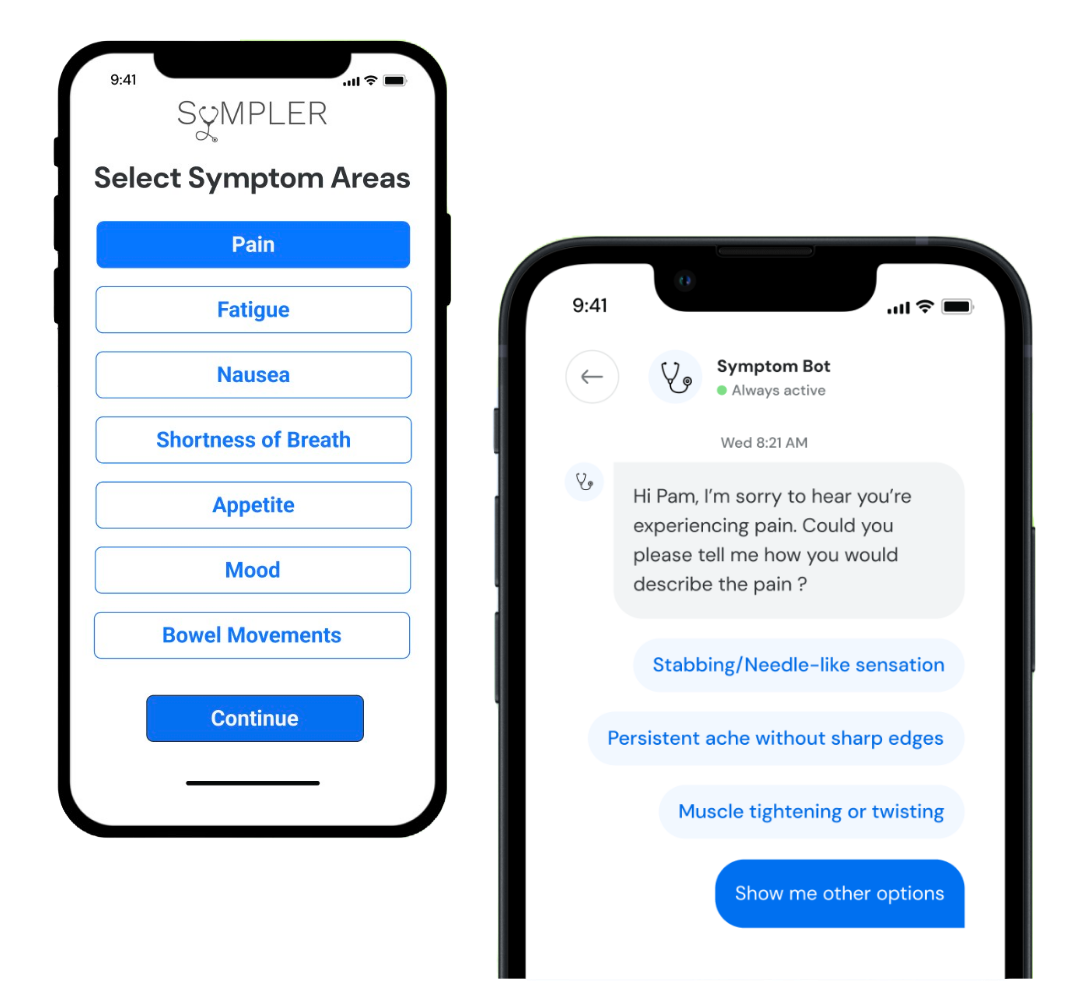 9:41
SYMPLER
Select Symptom Areas
Pain
Fatigue
Nausea
Shortness of Breath
Appetite
Mood
Bowel Movements
Continue
9:41
Symptom Bot
Always active
Wed 8:21 AM
Hi Pam, I’m sorry to hear you’re
experiencing pain. Could you
please tell me how you would
describe the pain ?
Stabbing/Needle-like sensation
Persistent ache without sharp edges
Muscle tightening or twisting
Show me other options